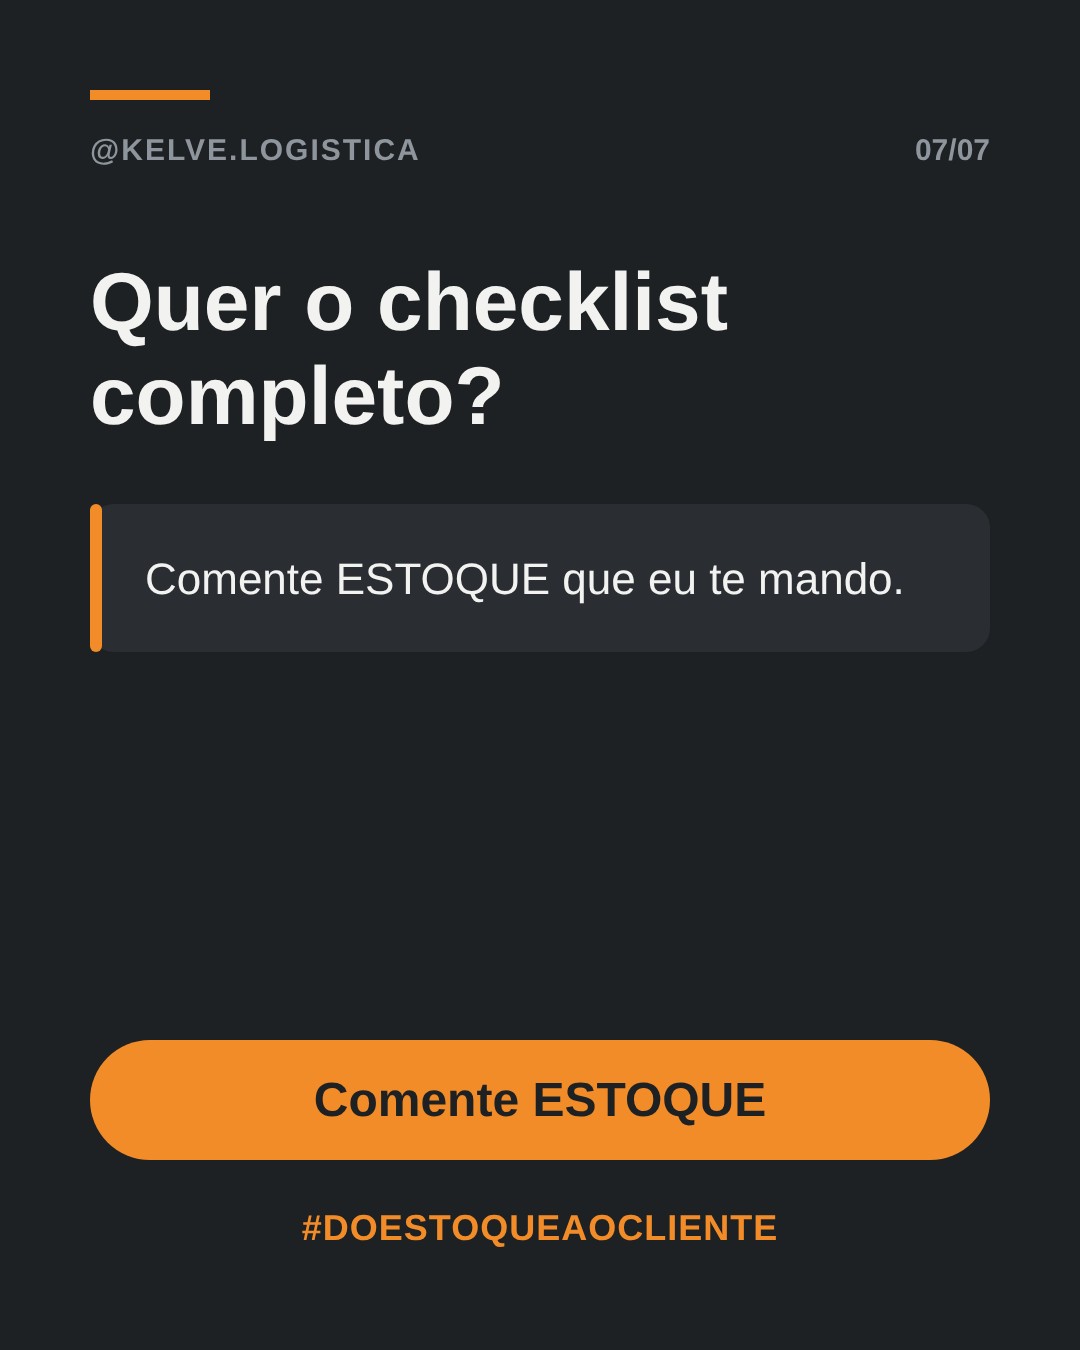 @KELVE.LOGISTICA
07/07
Quer o checklist
completo?
Comente ESTOQUE que eu te mando.
Comente ESTOQUE
#DOESTOQUEAOCLIENTE